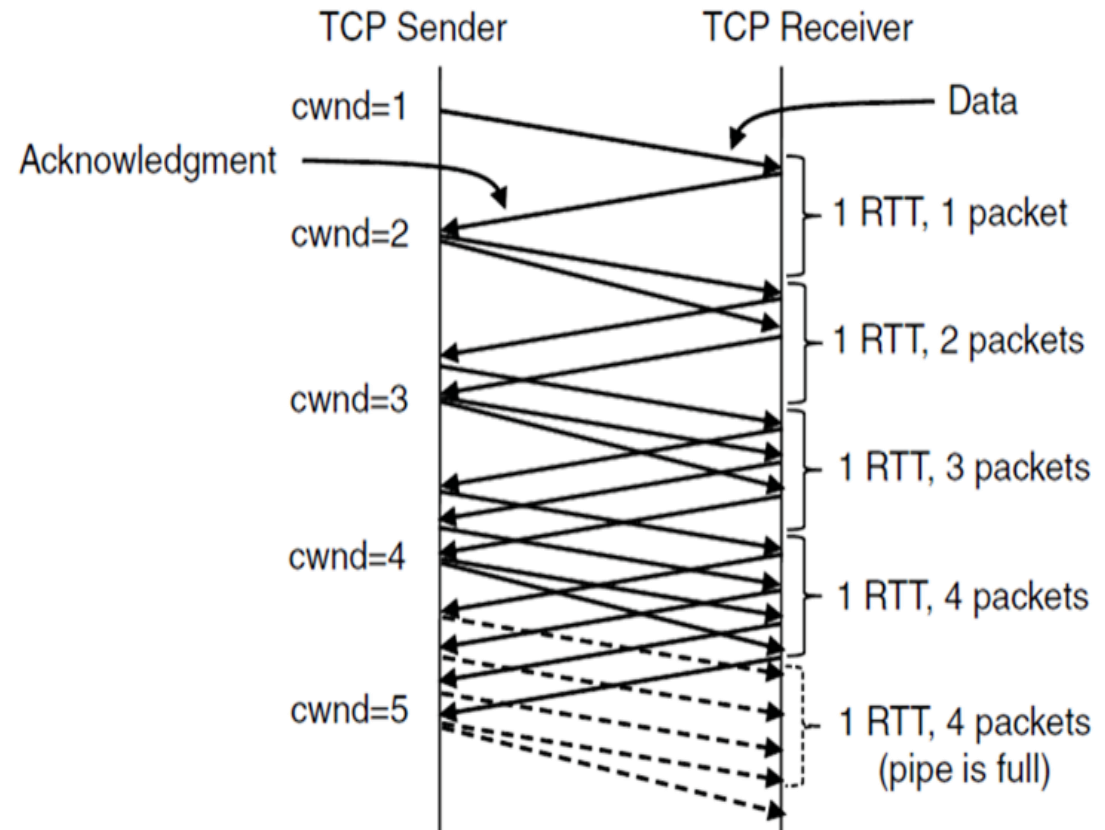 TCP Sender
TCP Receiver
cwnd=1
Data
Acknowledgment
1 RTT, 1 packet
cwnd=2
1 RTT, 2 packets
cwnd=3
1 RTT, 3 packets
cwnd=4
1 RTT, 4 packets
cwnd=5
1 RTT, 4 packets
(pipe is full)